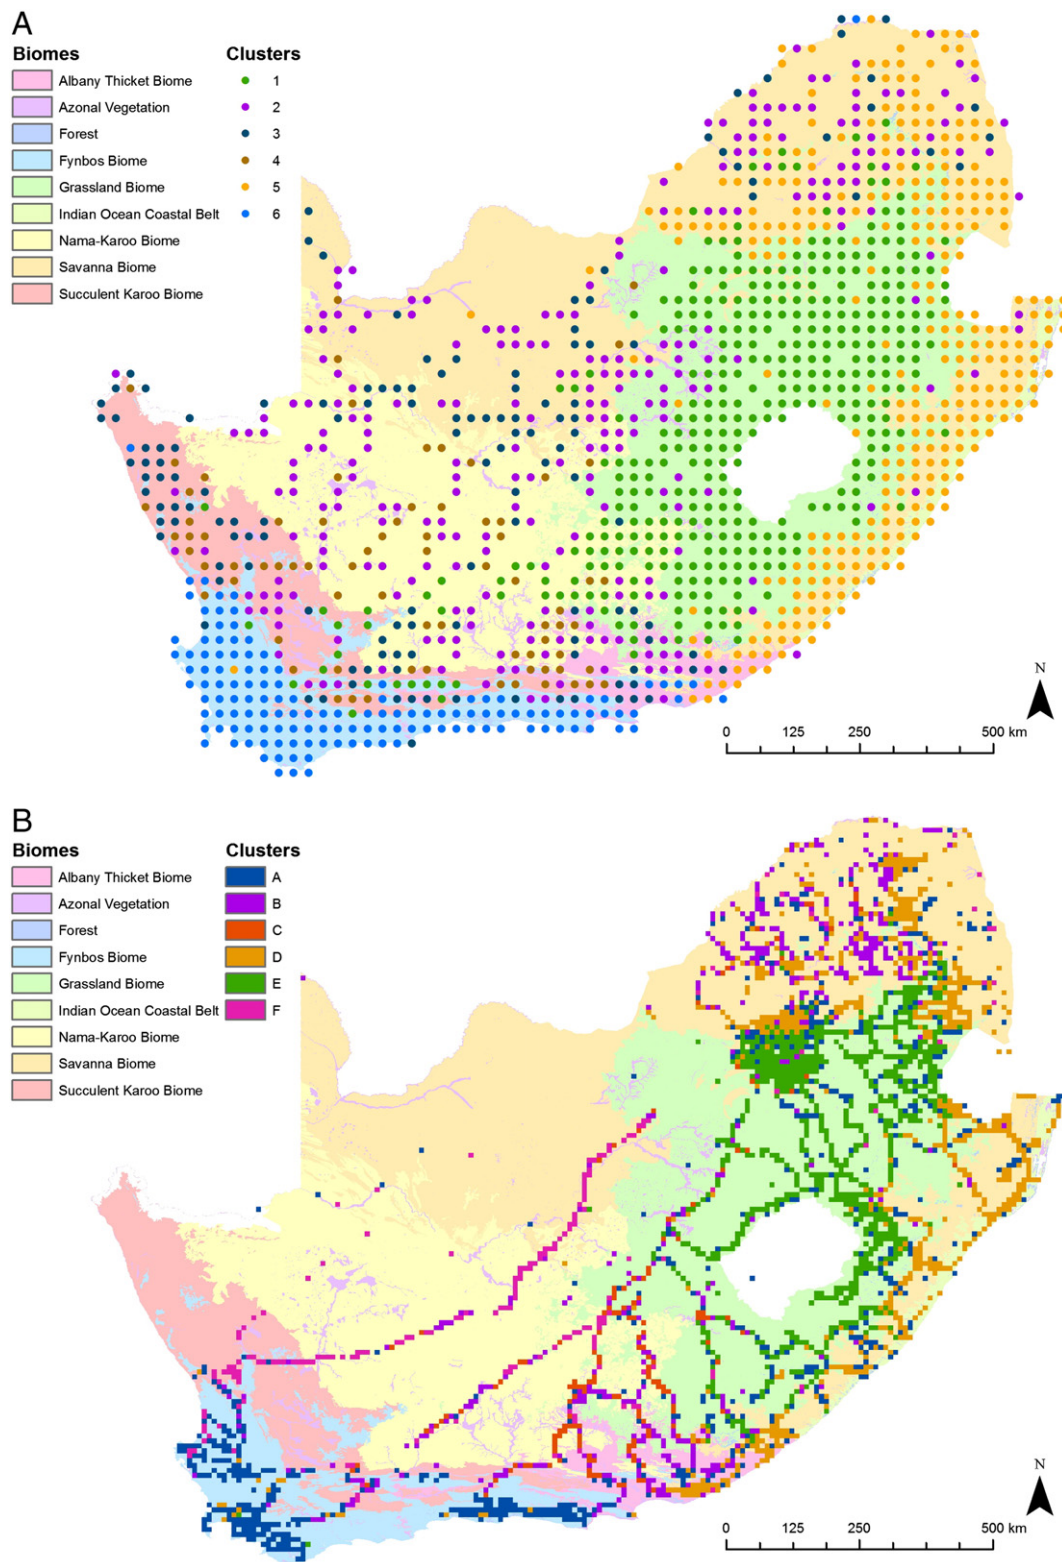 A
Biomes
Albany Thicket Biome
Azonal Vegetation
Forest
Fynbos Biome
Grassland Biome
Indian Ocean Coastal Belt
Nama-Karoo Biome
Savanna Biome
Succulent Karoo Biome
Clusters
1
2
3
4
5
6
N
0 125 250 500 km
B
Biomes
Albany Thicket Biome
Azonal Vegetation
Forest
Fynbos Biome
Grassland Biome
Indian Ocean Coastal Belt
Nama-Karoo Biome
Savanna Biome
Succulent Karoo Biome
Clusters
A
B
C
D
E
F
N
0 125 250 500 km